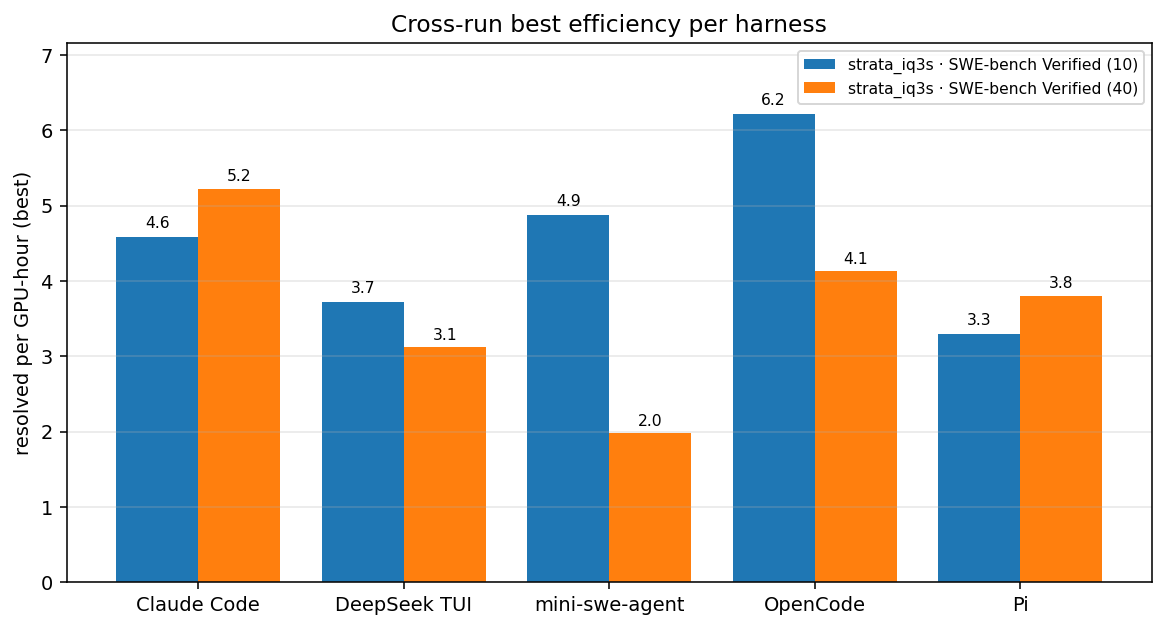 Cross-run best efficiency per harness
strata_iq3s · SWE-bench Verified (10)
strata_iq3s · SWE-bench Verified (40)
resolved per GPU-hour (best)
7
6
5
4
3
2
1
0
4.6
5.2
3.7
3.1
4.9
2.0
6.2
4.1
3.3
3.8
Claude Code
DeepSeek TUI
mini-swe-agent
OpenCode
Pi